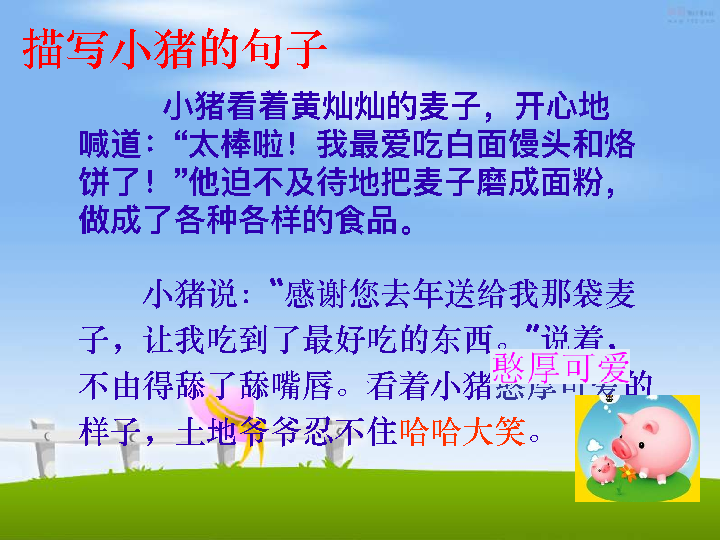 描写小猪的句子
小猪看着黄灿灿的麦子，开心地
喊道：“太棒啦！我最爱吃白面馒头和烙
饼了！”他迫不及待地把麦子磨成面粉，
做成了各种各样的食品。
小猪说：“感谢您去年送给我那袋麦
子，让我吃到了最好吃的东西。”说着，
不由得舔了舔嘴唇。看着小猪憨厚可爱的
憨厚可爱
样子，土地爷爷忍不住哈哈大笑。